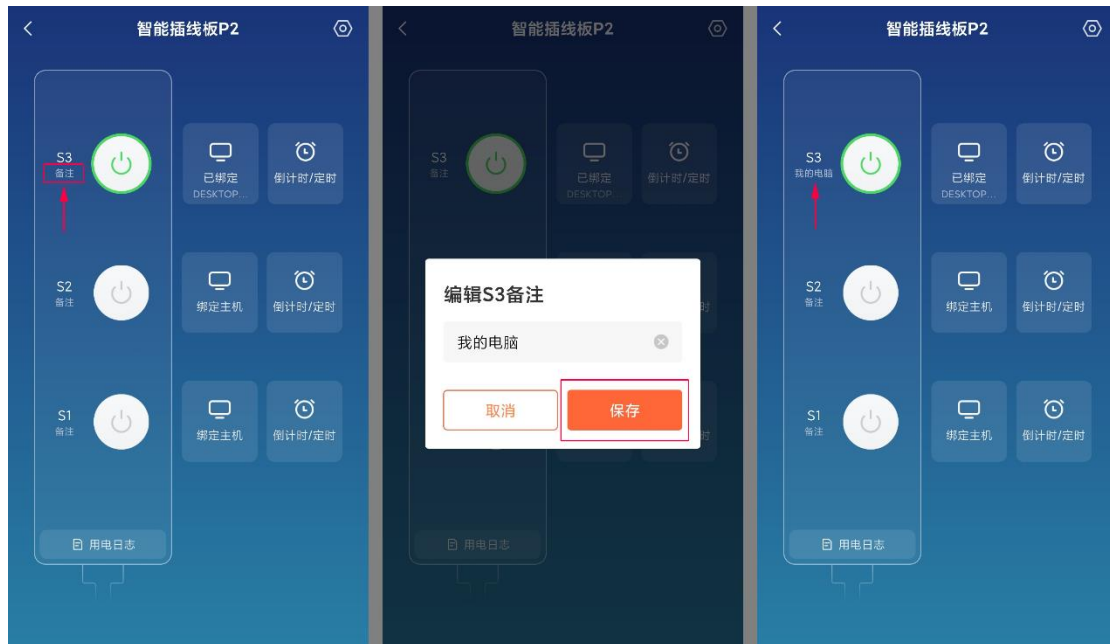 智能插线板P2
S3
备注
已绑定
DESKTOP...
倒计时/定时
S2
备注
绑定主机
倒计时/定时
S1
备注
绑定主机
倒计时/定时
用电日志
智能插线板P2
S3
备注
已绑定
DESKTOP...
倒计时/定时
编辑S3备注
我的电脑
取消
保存
时
时
用电日志
智能插线板P2
S3
我的电脑
已绑定
DESKTOP...
倒计时/定时
S2
备注
绑定主机
倒计时/定时
S1
备注
绑定主机
倒计时/定时
用电日志